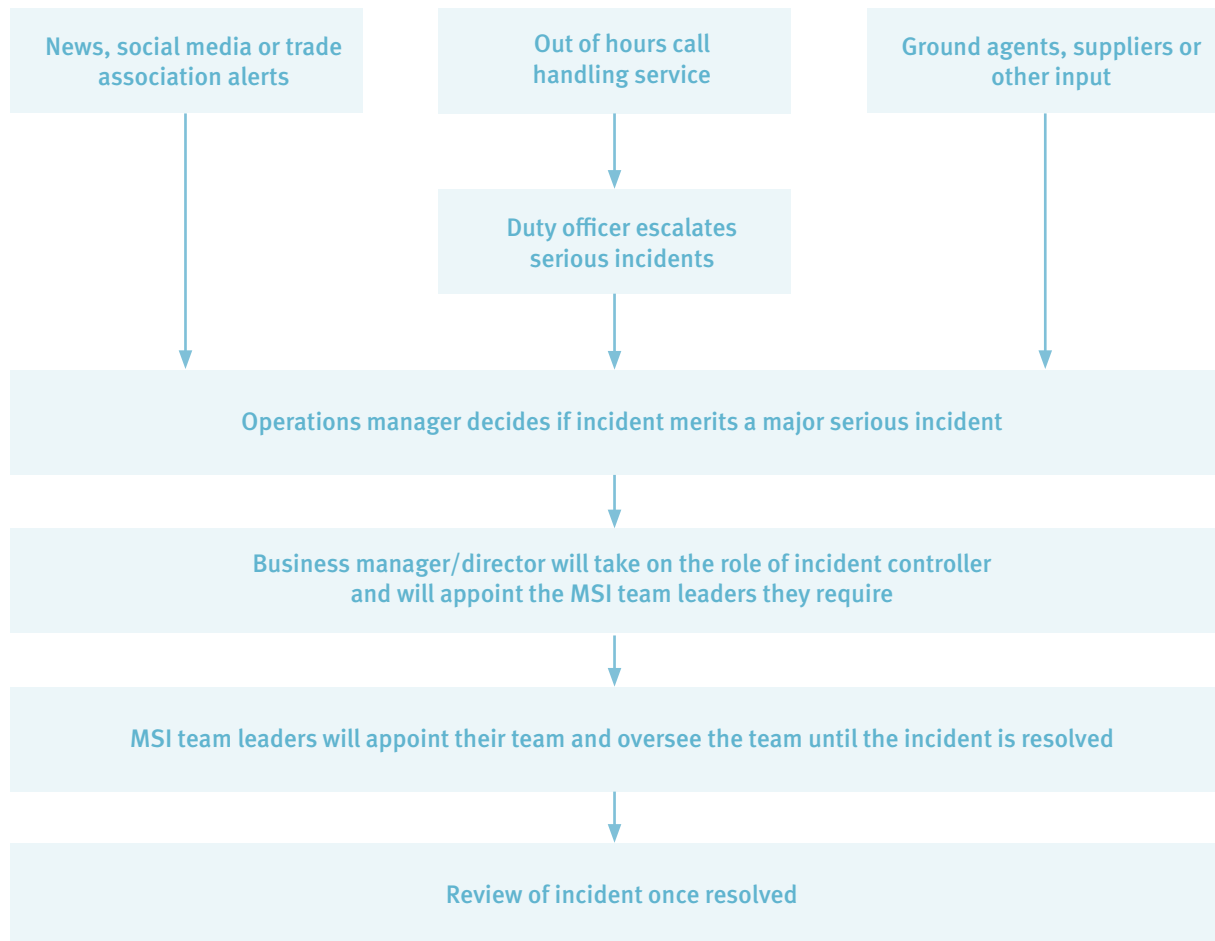 News, social media or trade
association alerts
Out of hours call
handling service
Ground agents, suppliers or
other input
Duty officer escalates
serious incidents
Operations manager decides if incident merits a major serious incident
Business manager/director will take on the role of incident controller
and will appoint the MSI team leaders they require
MSI team leaders will appoint their team and oversee the team until the incident is resolved
Review of incident once resolved